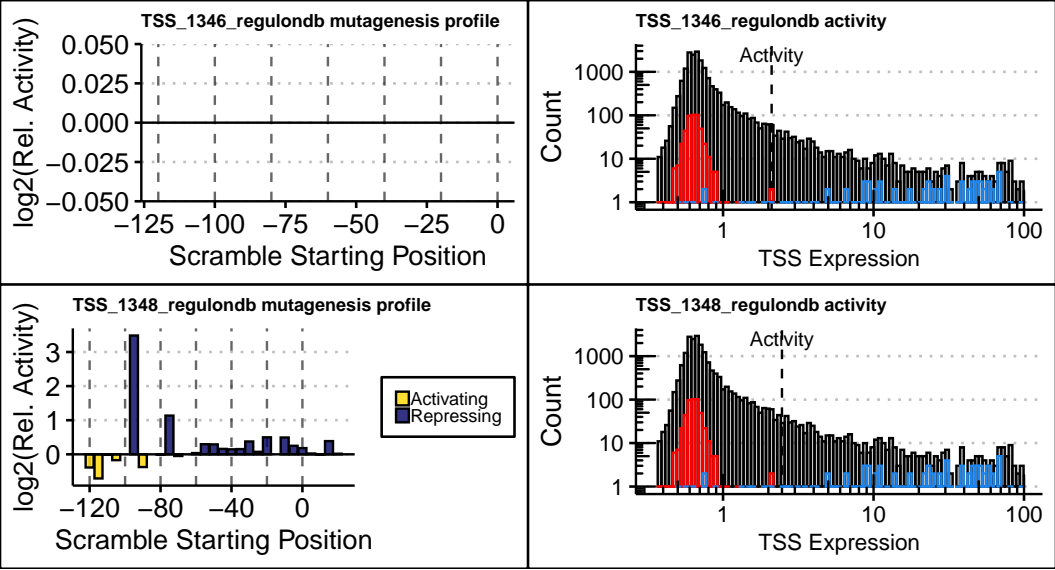 TSS_1346_regulondb mutagenesis profile
log2(Rel. Activity)
0.050
0.025
0.000
−0.025
−0.050
−125 −100 −75 −50 −25 0
Scramble Starting Position
TSS_1346_regulondb activity
Activity
Count
1000
100
10
1
1 10 100
TSS Expression
TSS_1348_regulondb mutagenesis profile
log2(Rel. Activity)
3
2
1
0
−120 −80 −40 0
Scramble Starting Position
Activating
Repressing
TSS_1348_regulondb activity
Activity
Count
1000
100
10
1
1 10 100
TSS Expression